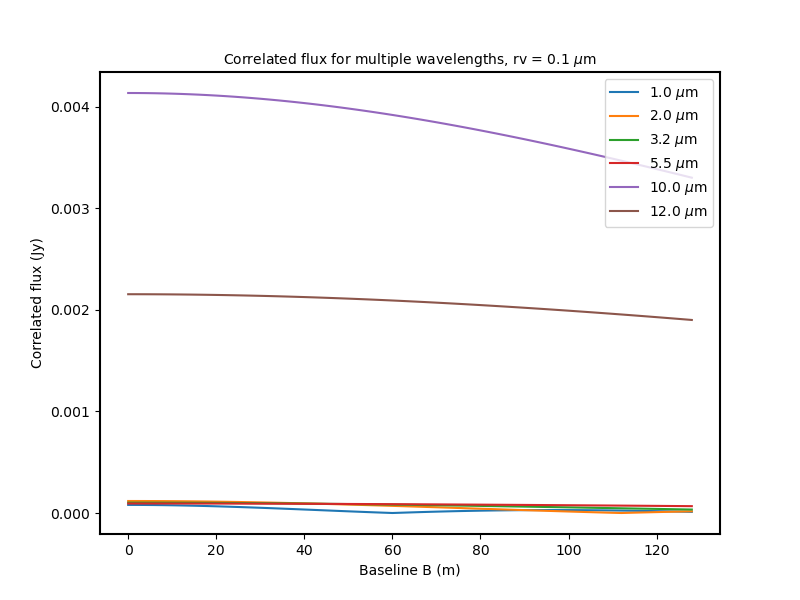 Correlated flux for multiple wavelengths, rv = 0.1 μm
1.0 μm
2.0 μm
3.2 μm
5.5 μm
10.0 μm
12.0 μm
Correlated flux (Jy)
0.004
0.003
0.002
0.001
0.000
0 20 40 60 80 100 120
Baseline B (m)